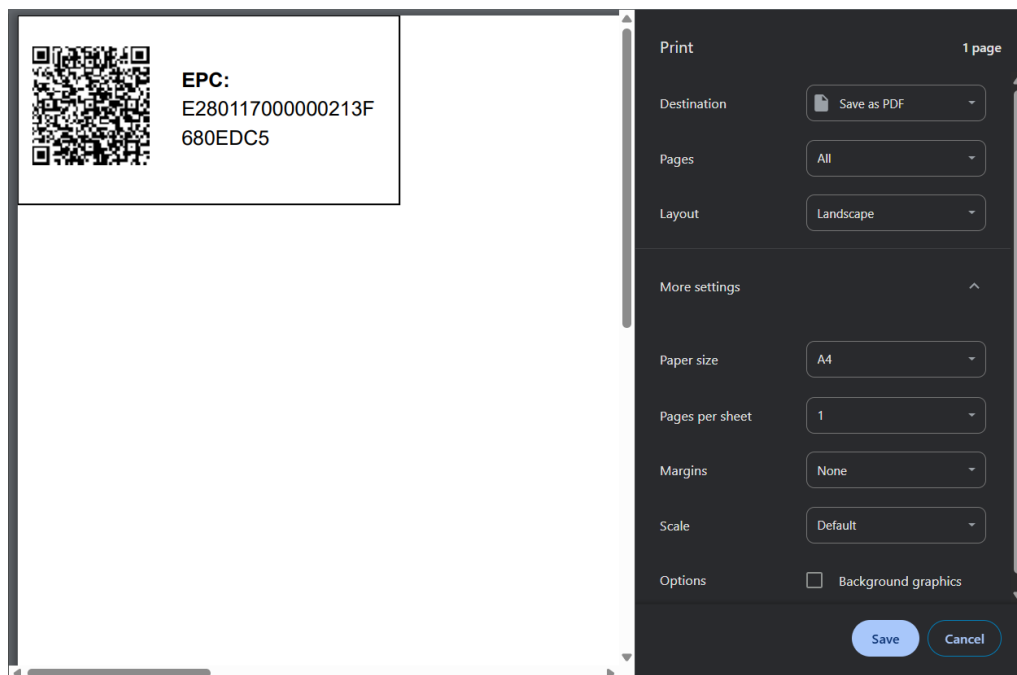 EPC:
E280117000000213F
680EDC5
Print
1 page
Destination
Save as PDF
Pages
All
Layout
Landscape
More settings
Paper size
A4
Pages per sheet
1
Margins
None
Scale
Default
Options
Background graphics
Save
Cancel